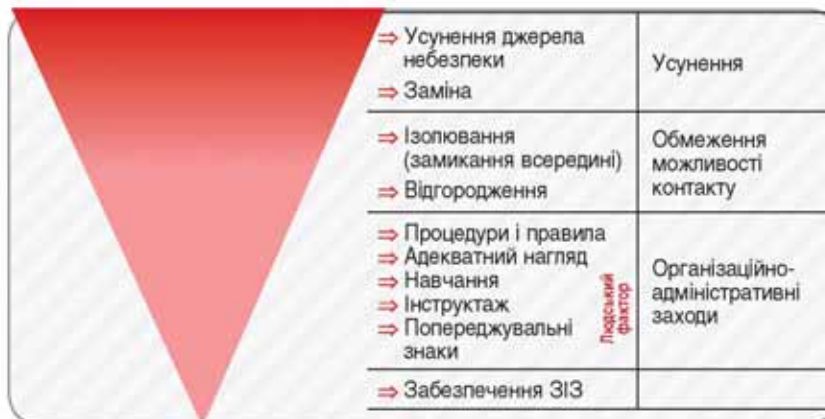 ⇒ Усунення джерела
небезпеки
⇒ Заміна
Усунення
⇒ Ізолювання
(замикання всередині)
⇒ Відгородження
Обмеження
можливості
контакту
⇒ Процедури і правила
⇒ Адекватний нагляд
⇒ Навчання
⇒ Інструктаж
⇒ Попереджувальні
знаки
Людський
фактор
Організаційно-
адміністративні
заходи
⇒ Забезпечення ЗІЗ